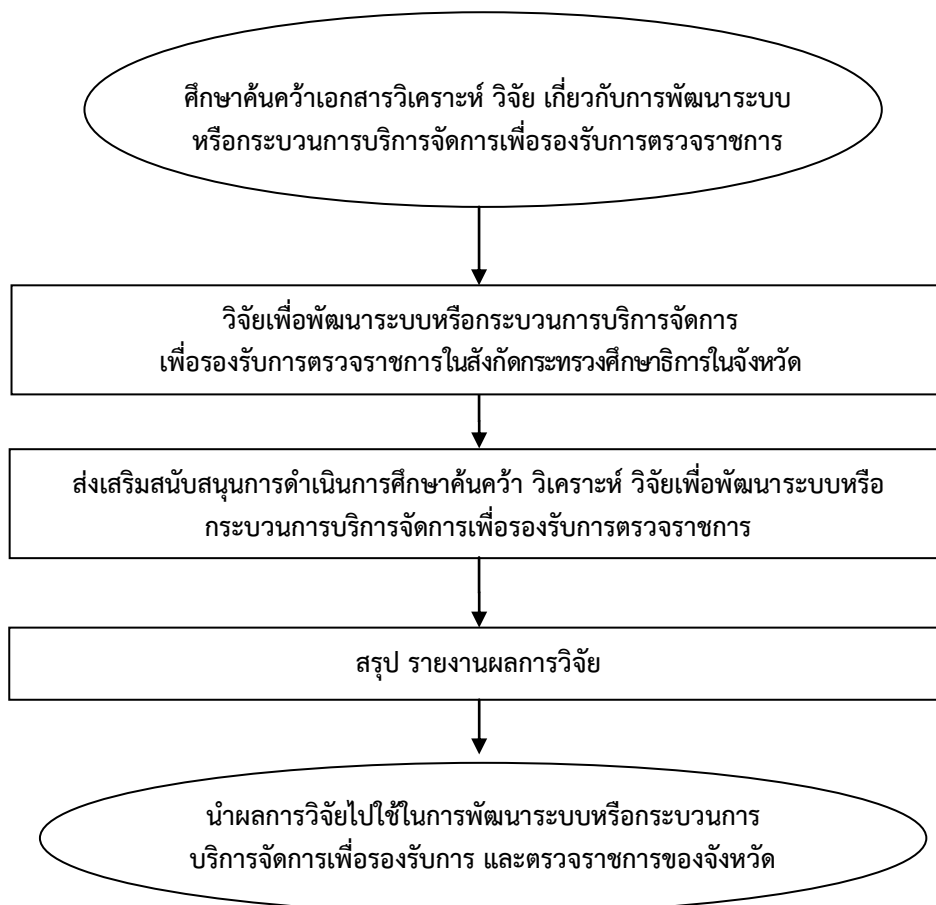 ศึกษาค้นคว้าเอกสารวิเคราะห์ วิจัย เกี่ยวกับการพัฒนาระบบ
หรือกระบวนการบริการจัดการเพื่อรองรับการตรวจราชการ
วิจัยเพื่อพัฒนาระบบหรือกระบวนการบริการจัดการ
เพื่อรองรับการตรวจราชการในสังกัดกระทรวงศึกษาธิการในจังหวัด
ส่งเสริมสนับสนุนการดำเนินการศึกษาค้นคว้า วิเคราะห์ วิจัยเพื่อพัฒนาระบบหรือ
กระบวนการบริการจัดการเพื่อรองรับการตรวจราชการ
สรุป รายงานผลการวิจัย
นำผลการวิจัยไปใช้ในการพัฒนาระบบหรือกระบวนการ
บริการจัดการเพื่อรองรับการ และตรวจราชการของจังหวัด